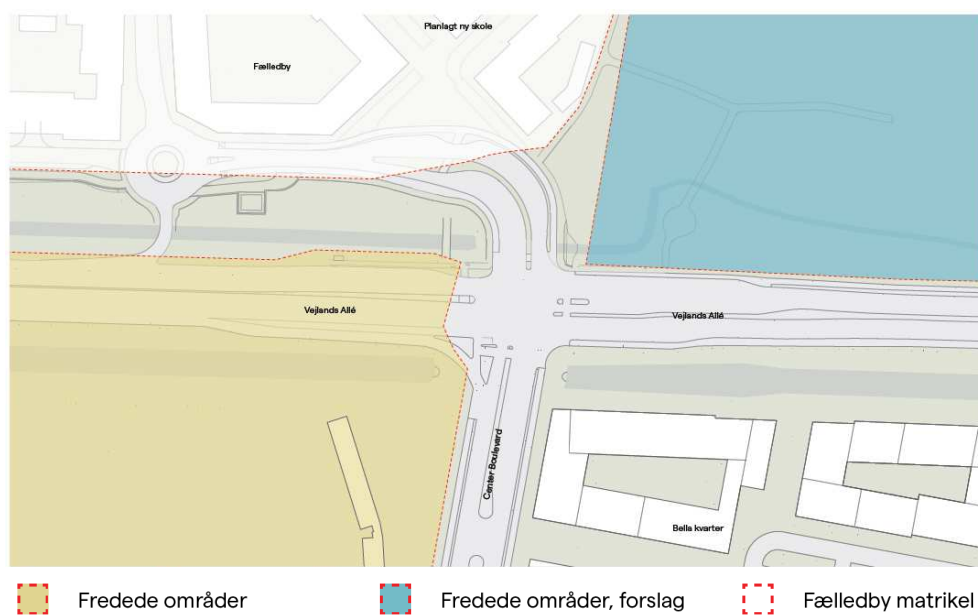 Planlagt ny skole
Fælledby
Vejlands Allé
Vejlands Allé
Center Boulevard
Bella kvarter
Fredede områder
Fredede områder, forslag
Fælledby matrikel